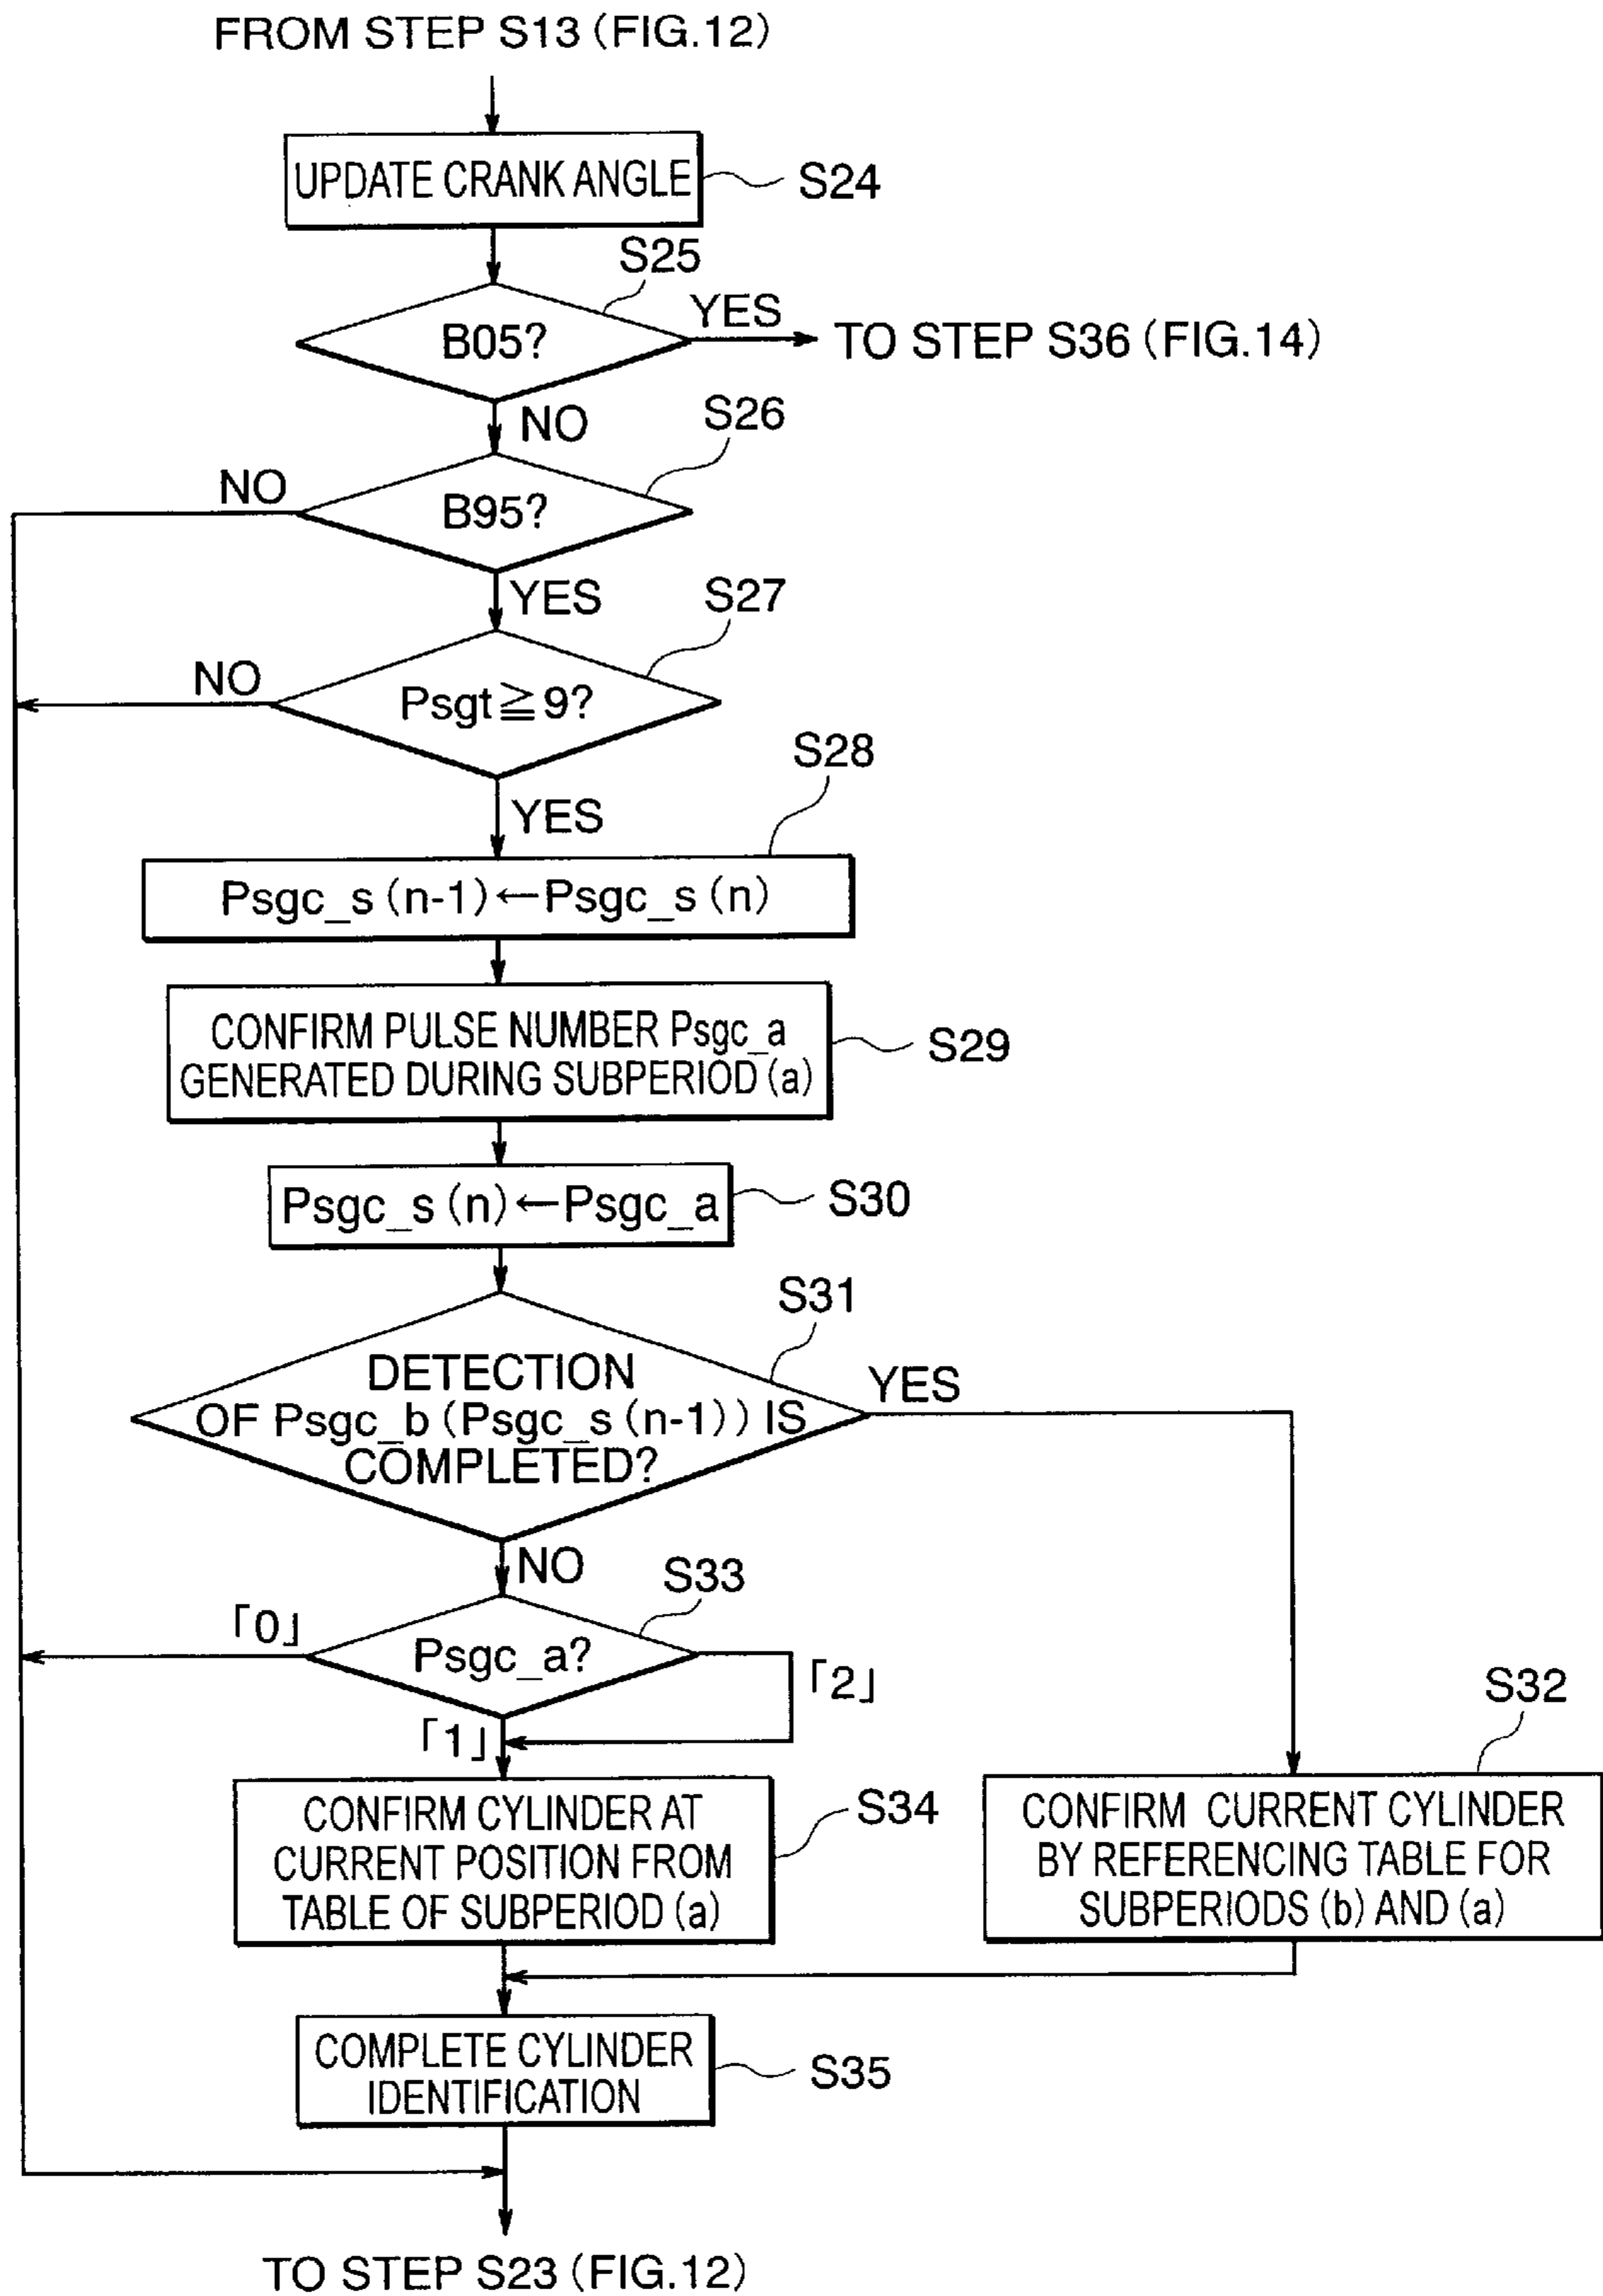 FROM STEP S13 (FIG.12)
UPDATE CRANK ANGLE
S24
S25
B05?
YES
TO STEP S36 (FIG.14)
NO
S26
NO
B95?
YES
S27
NO
Psgt≧9?
S28
YES
Psgc_s (n-1)←Psgc_s (n)
CONFIRM PULSE NUMBER Psgc_a
GENERATED DURING SUBPERIOD (a)
S29
Psgc_s (n)←Psgc_a
S30
S31
DETECTION
OF Psgc_b (Psgc_s (n-1)) IS
COMPLETED?
YES
NO
S33
「0」
Psgc_a?
「2」
「1」
S32
CONFIRM CYLINDER AT
CURRENT POSITION FROM
TABLE OF SUBPERIOD (a)
S34
CONFIRM CURRENT CYLINDER
BY REFERENCING TABLE FOR
SUBPERIODS (b) AND (a)
COMPLETE CYLINDER
IDENTIFICATION
S35
TO STEP S23 (FIG.12)